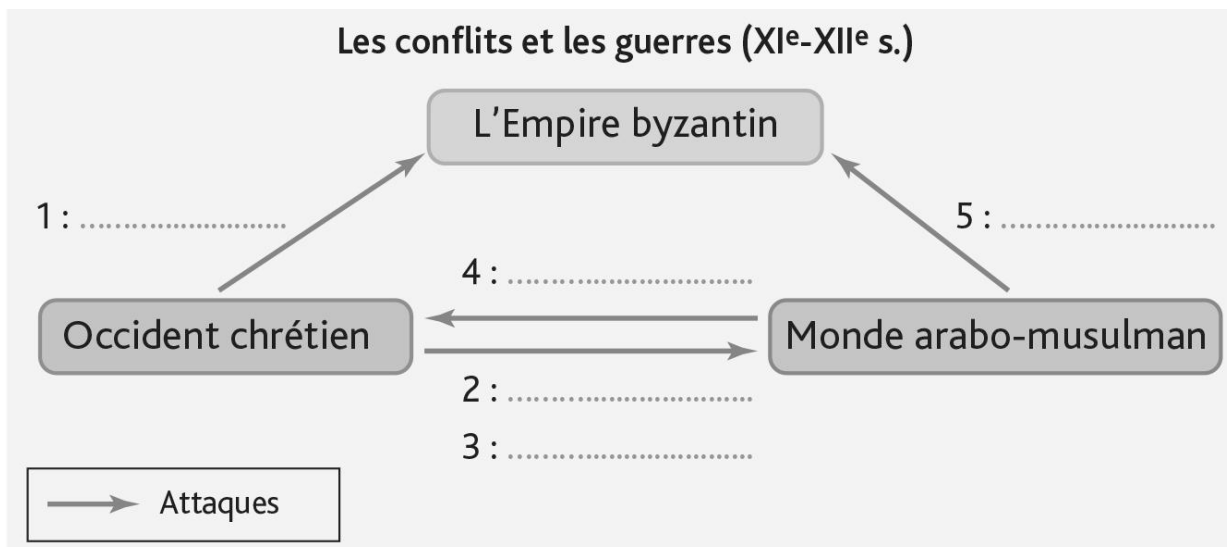 Les conflits et les guerres (XIe-XIIe s.)
L'Empire byzantin
1 : ..............................
5 : ..............................
4 : ..............................
Occident chrétien
Monde arabo-musulman
2 : ..............................
3 : ..............................
Attaques